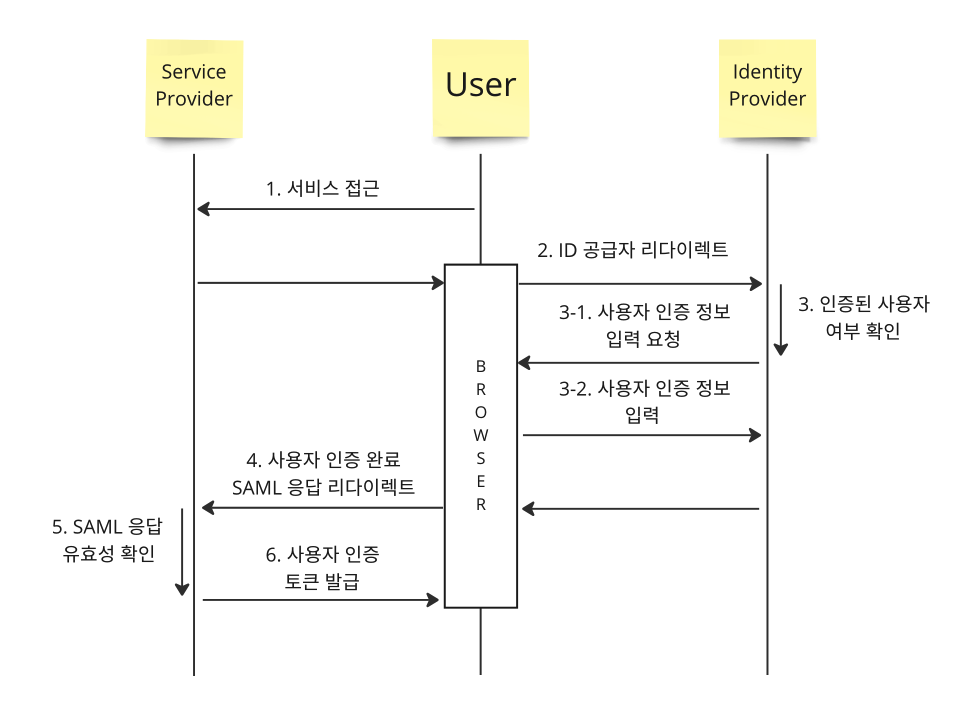 Service
Provider
User
Identity
Provider
1. 서비스 접근
2. ID 공급자 리다이렉트
3. 인증된 사용자
여부 확인
3-1. 사용자 인증 정보
입력 요청
B
R
O
W
S
E
R
3-2. 사용자 인증 정보
입력
4. 사용자 인증 완료
SAML 응답 리다이렉트
5. SAML 응답
유효성 확인
6. 사용자 인증
토큰 발급